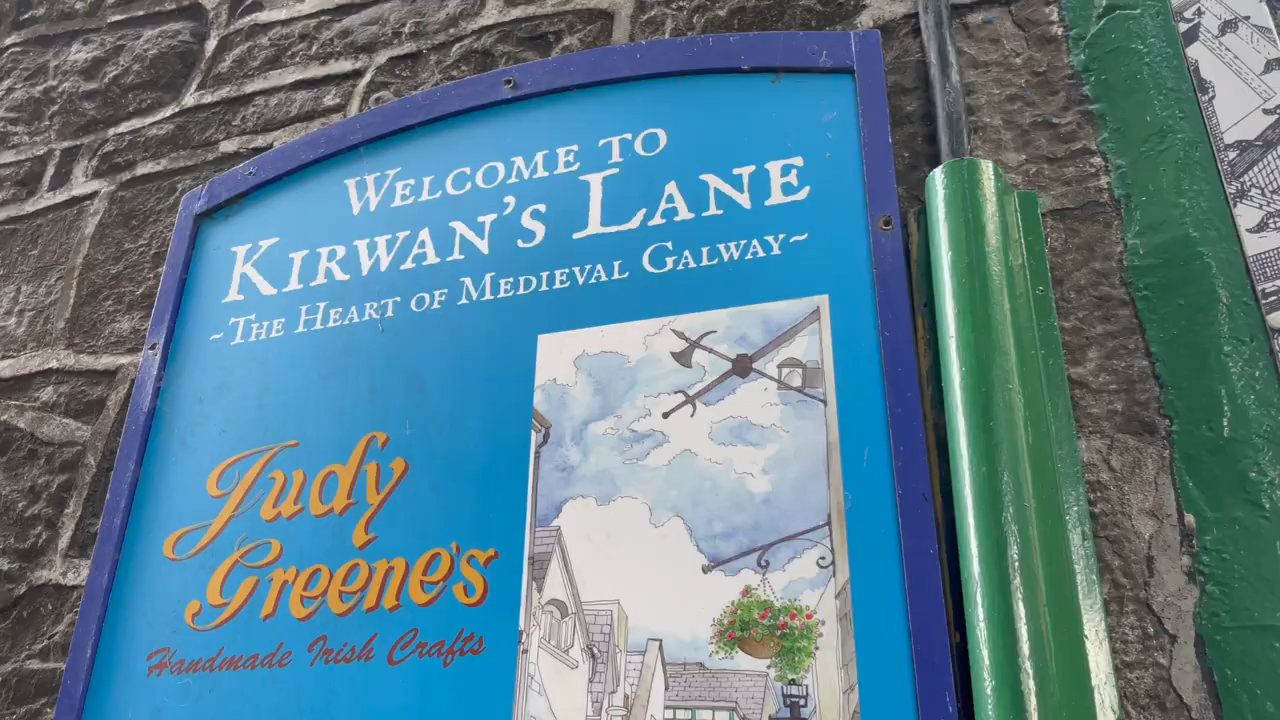 Welcome to
Kirwan's Lane
~The Heart of Medieval Galway~
Judy
Greene's
Handmade Irish Crafts